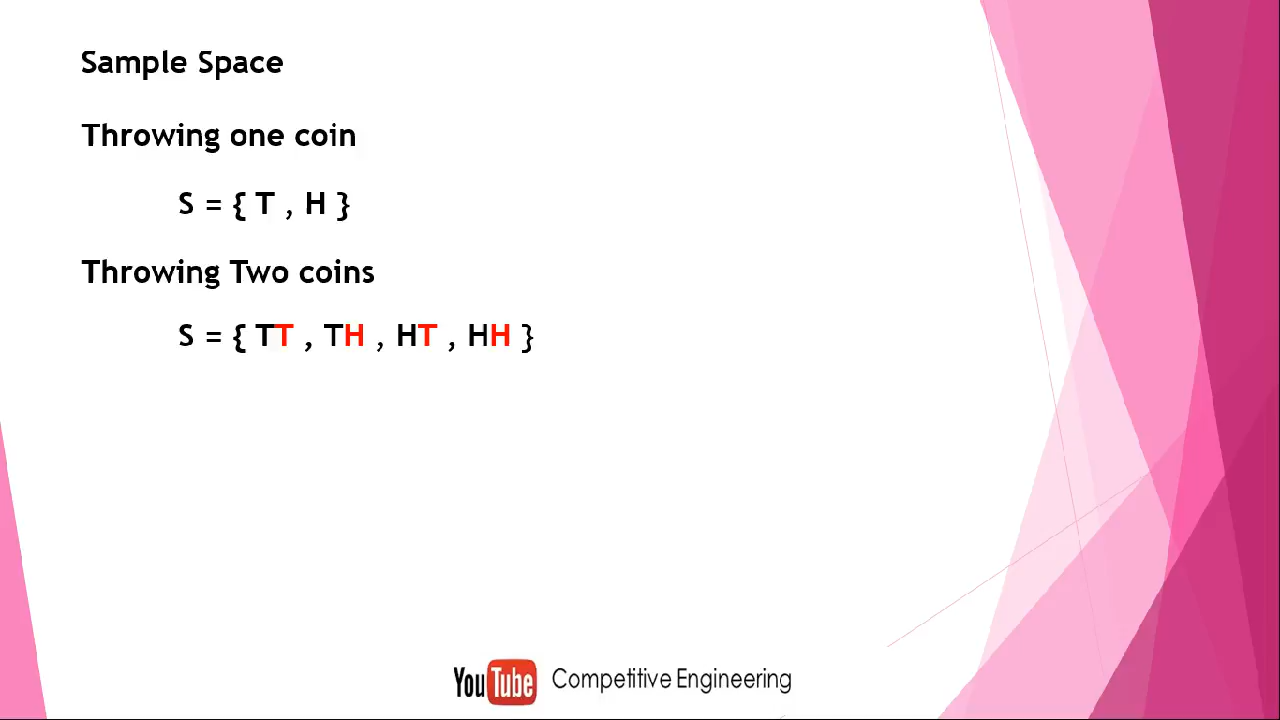 Sample Space
Throwing one coin
S = { T , H }
Throwing Two coins
S = { TT , TH , HT , HH }
YouTube Competitive Engineering